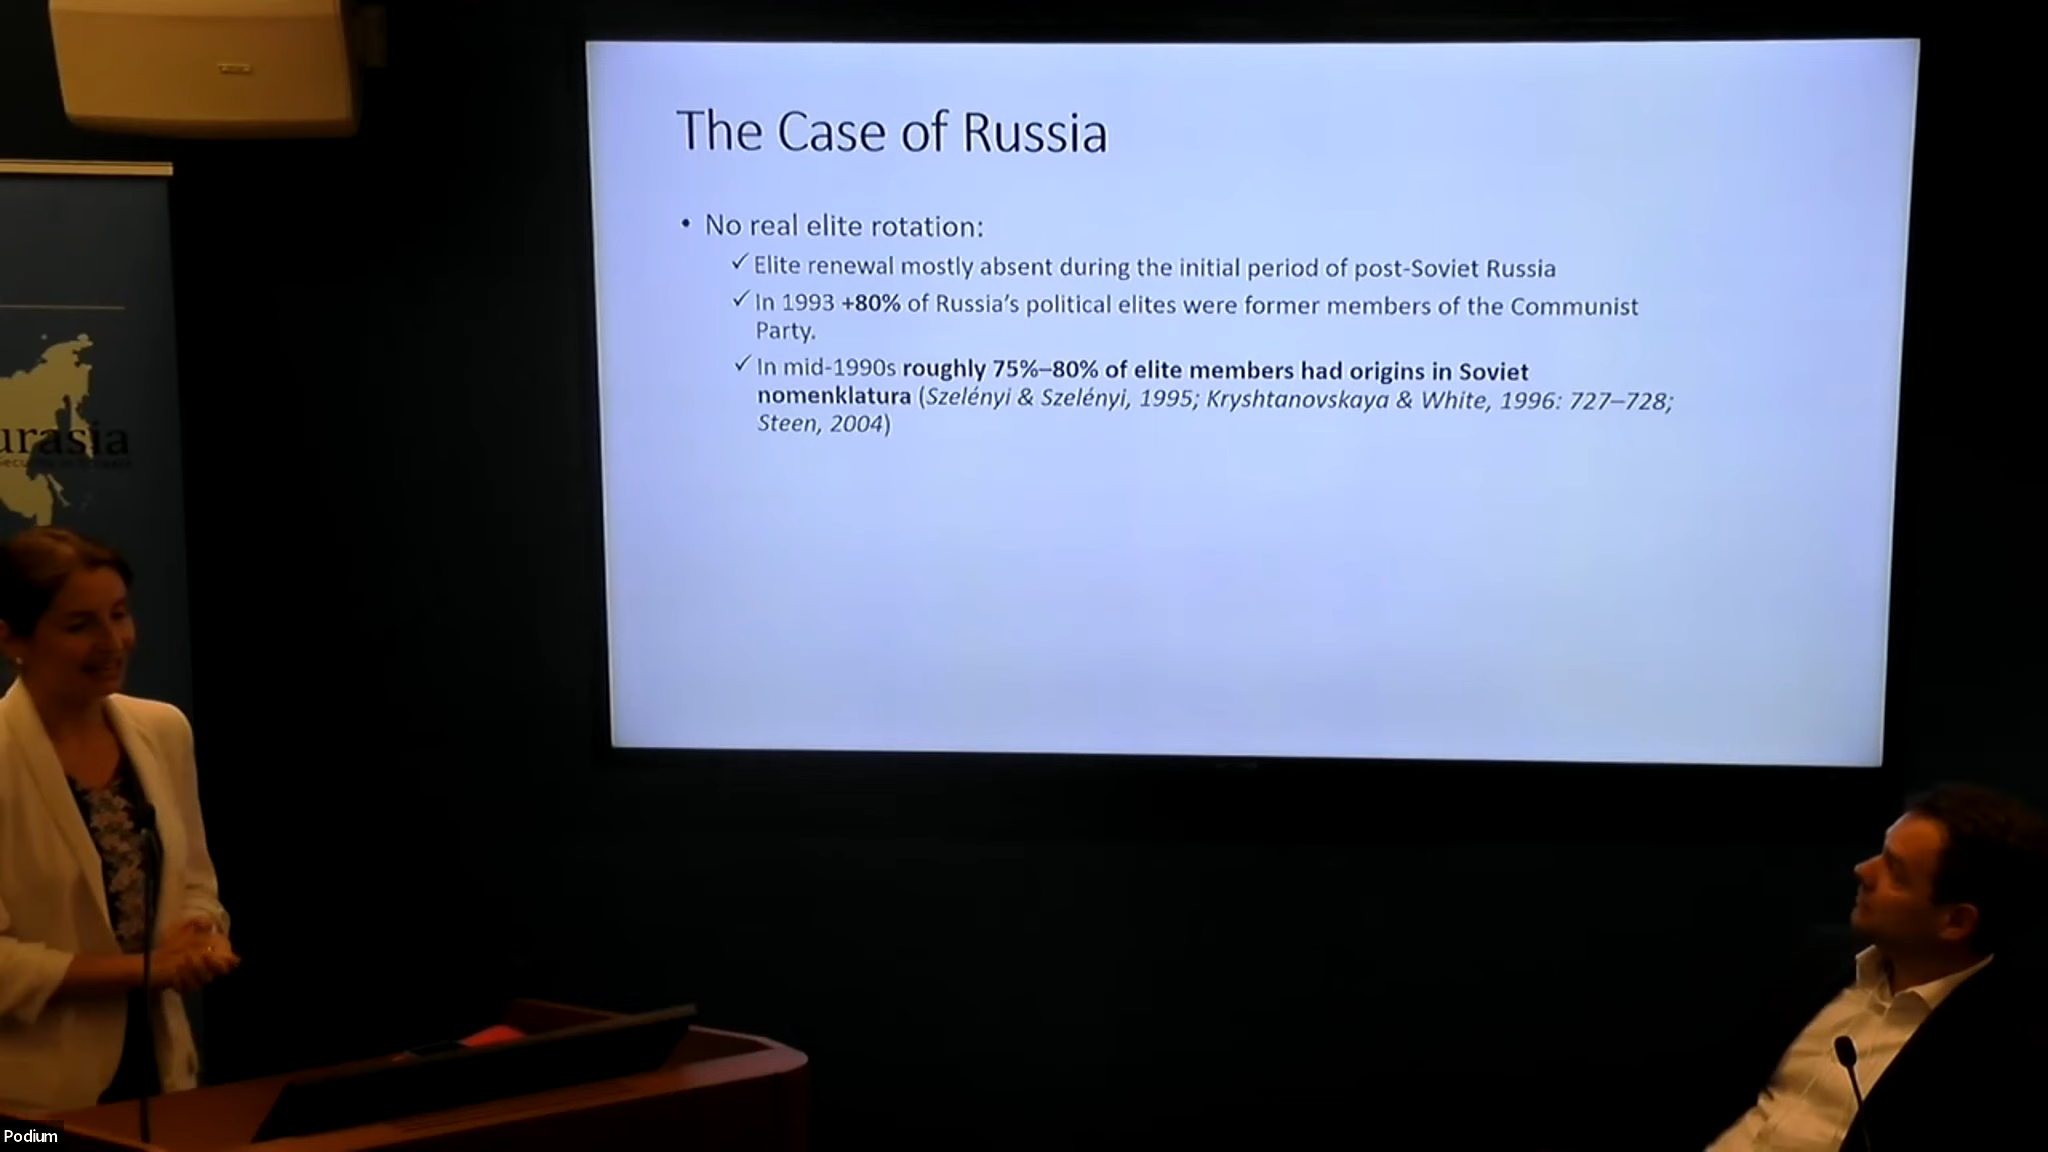 The Case of Russia
• No real elite rotation:
✓ Elite renewal mostly absent during the initial period of post-Soviet Russia
✓ In 1993 +80% of Russia's political elites were former members of the Communist
Party.
✓ In mid-1990s roughly 75%–80% of elite members had origins in Soviet
nomenklatura (Szelényi & Szelényi, 1995; Kryshtanovskaya & White, 1996: 727–728;
Steen, 2004)
urasia
Podium